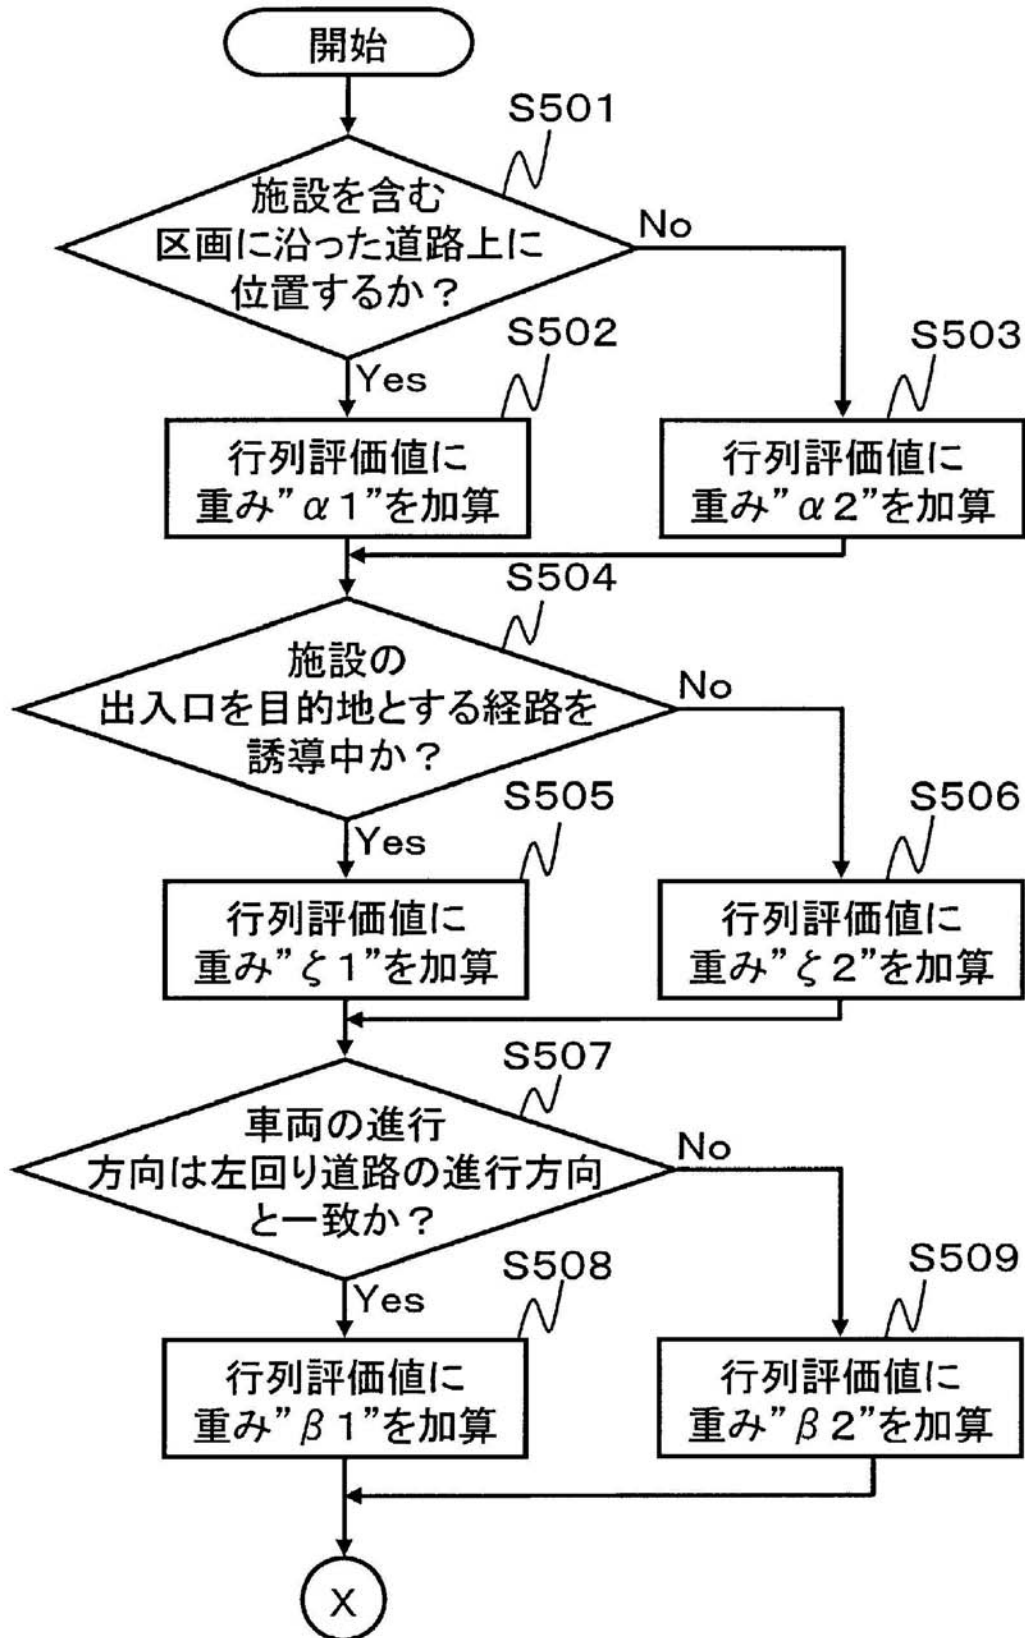 開始
S501
施設を含む
区画に沿った道路上に
位置するか？
No
Yes
S502
行列評価値に
重み”α1”を加算
S503
行列評価値に
重み”α2”を加算
S504
施設の
出入口を目的地とする経路を
誘導中か？
No
Yes
S505
行列評価値に
重み”ζ1”を加算
S506
行列評価値に
重み”ζ2”を加算
S507
車両の進行
方向は左回り道路の進行方向
と一致か？
No
Yes
S508
行列評価値に
重み”β1”を加算
S509
行列評価値に
重み”β2”を加算
X